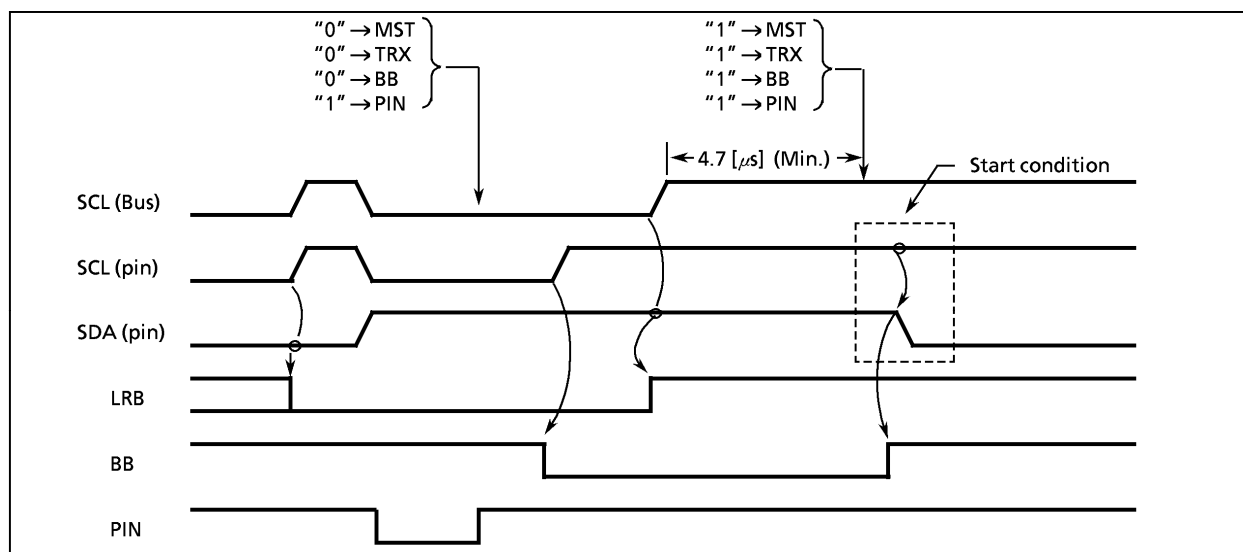 “0” → MST
“0” → TRX
“0” → BB
“1” → PIN
“1” → MST
“1” → TRX
“1” → BB
“1” → PIN
4.7 [μs] (Min.)
Start condition
SCL (Bus)
SCL (pin)
SDA (pin)
LRB
BB
PIN